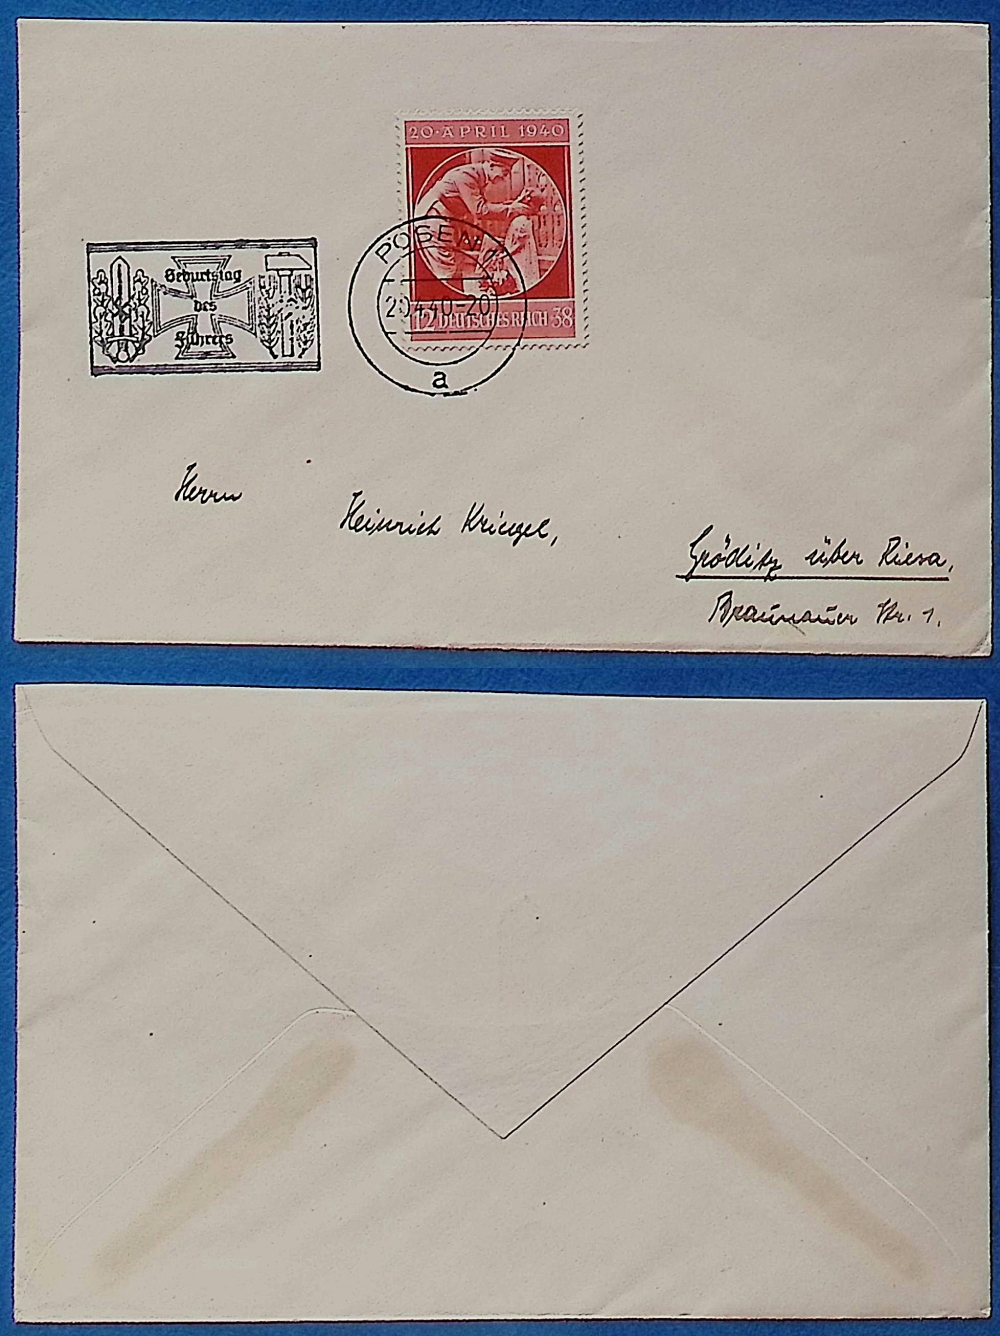 20·APRIL 1940
12 DEUTSCHES REICH 38
Geburtstag
des
Führers
POSEN 1
20.4.40-20
a
Herrn
Heinrich Kriegel,
Gröditz über Riesa,
Braunauer Str. 1.